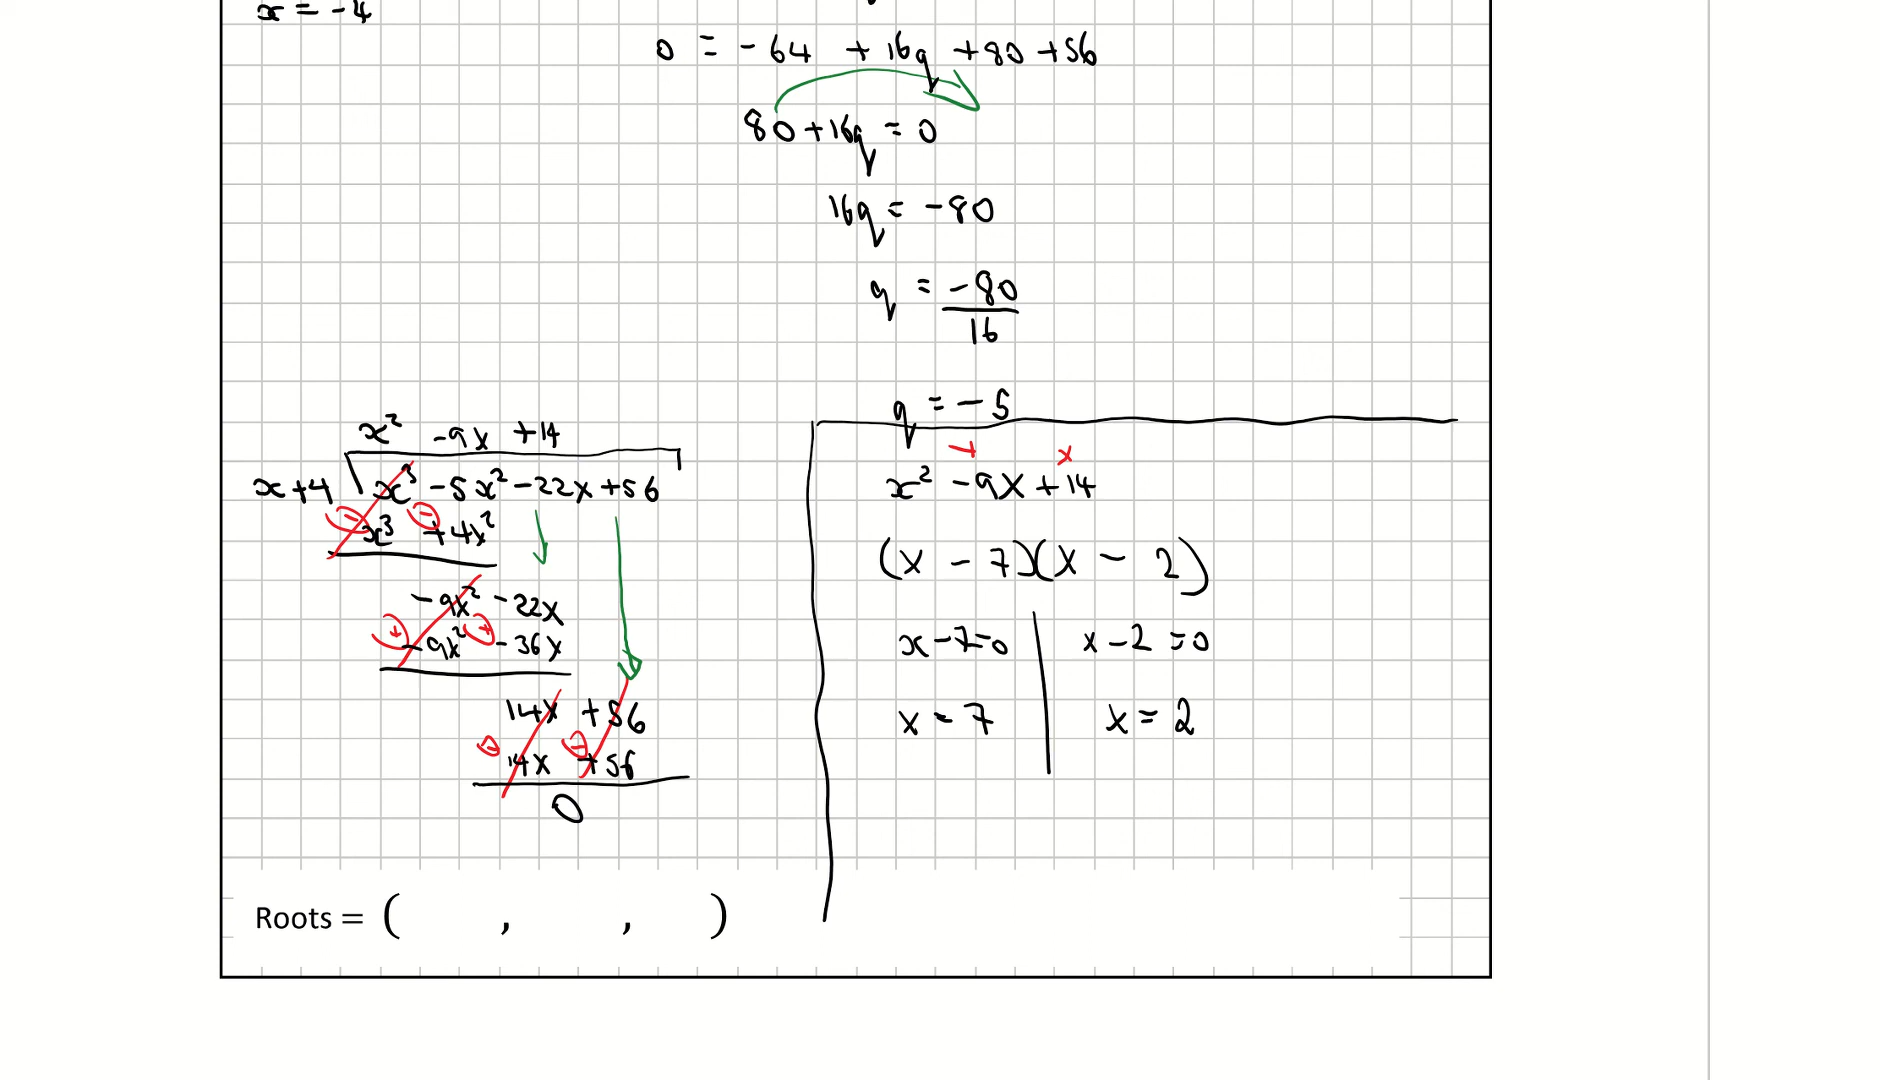 x = -4
0 = -64 + 16q + 80 + 56
80 + 16q = 0
16q = -80
q = -80
16
q = -5
x² -9x +14
x+4 x³ -5x² -22x +56
x³ +4x²
-9x² -22x
-9x² -36x
14x +56
14x +56
0
+ x
x² -9x +14
(x - 7)(x - 2)
x-7=0 x-2=0
x = 7 x = 2
Roots = ( , , )